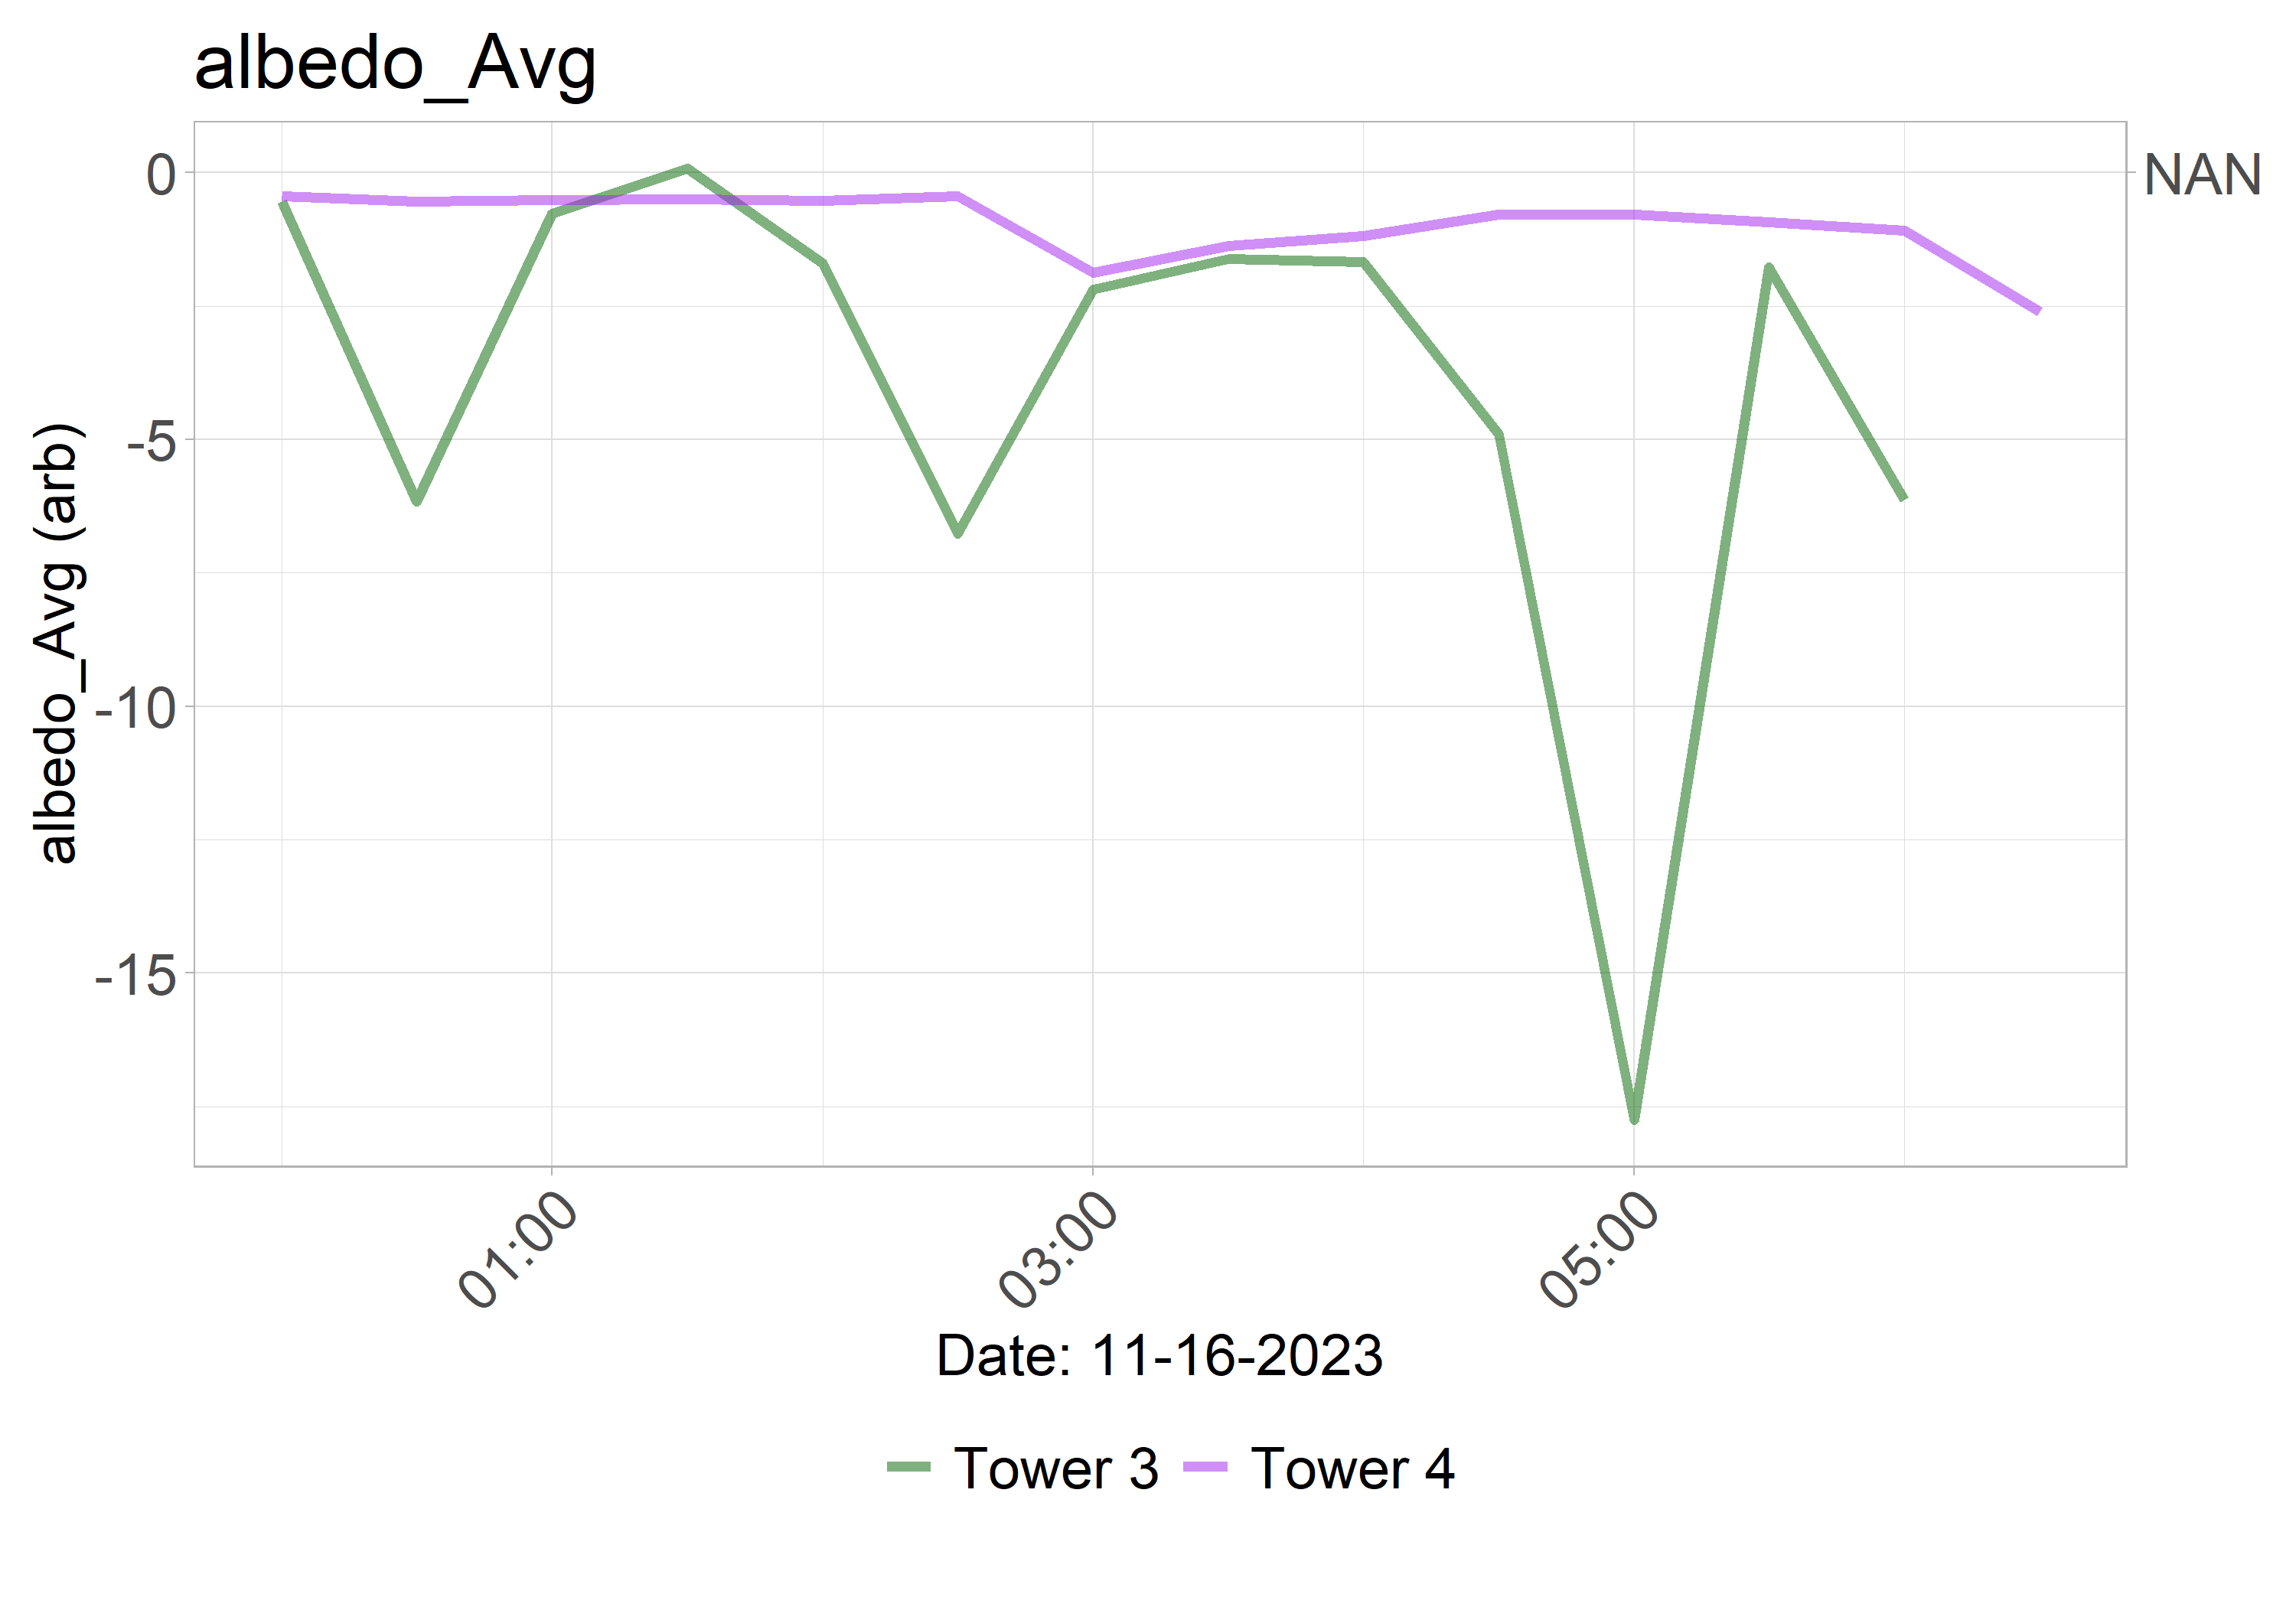 albedo_Avg
0
-5
-10
-15
albedo_Avg (arb)
NAN
01:00
03:00
05:00
Date: 11-16-2023
Tower 3
Tower 4